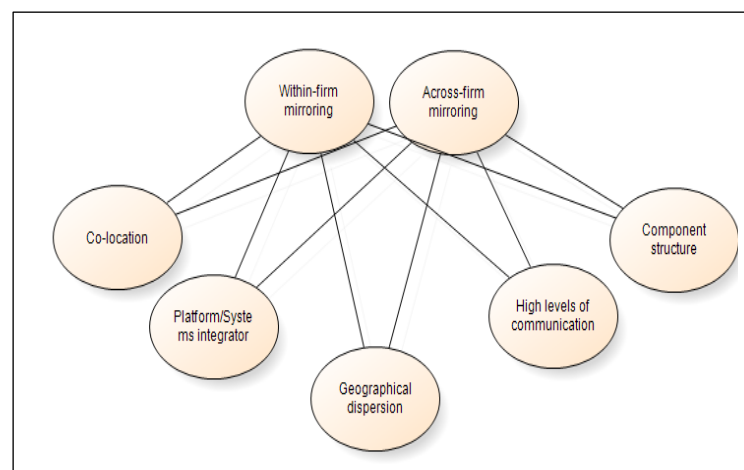 Within-firm
mirroring
Across-firm
mirroring
Co-location
Component
structure
Platform/Syste
ms integrator
High levels of
communication
Geographical
dispersion